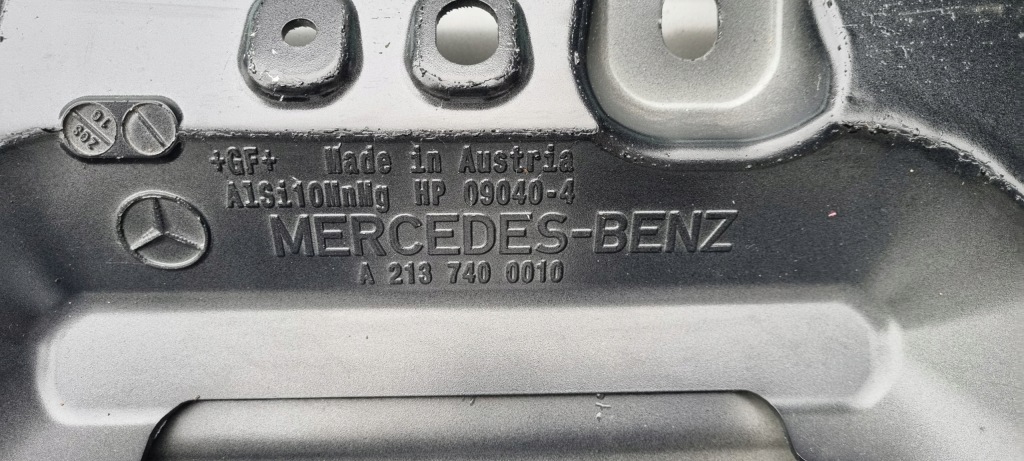 +GF+ Made in Austria
AlSi10MnMg HP 09040-4
MERCEDES-BENZ
A 213 740 0010